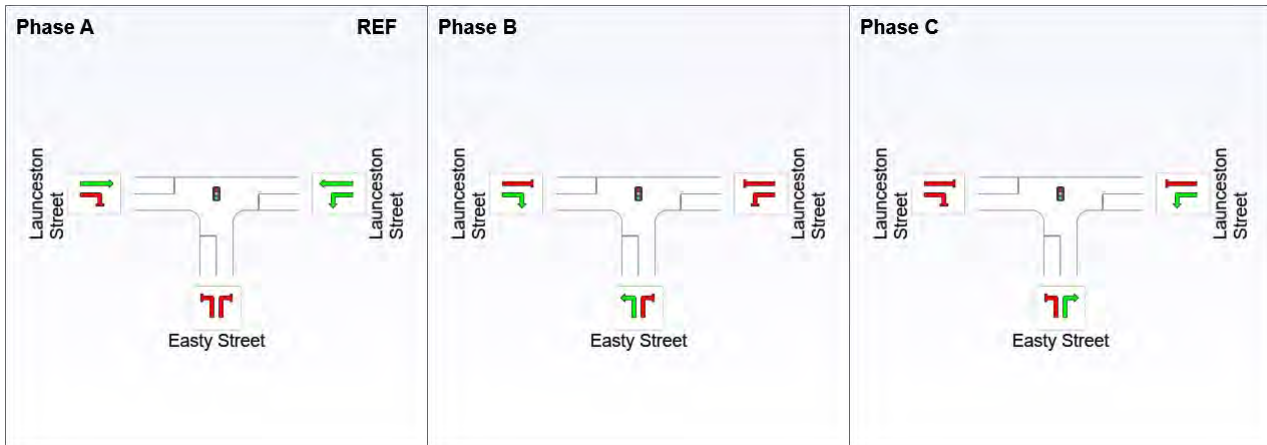 Phase A
REF
Launceston
Street
Launceston
Street
Easty Street
Phase B
Launceston
Street
Launceston
Street
Easty Street
Phase C
Launceston
Street
Launceston
Street
Easty Street